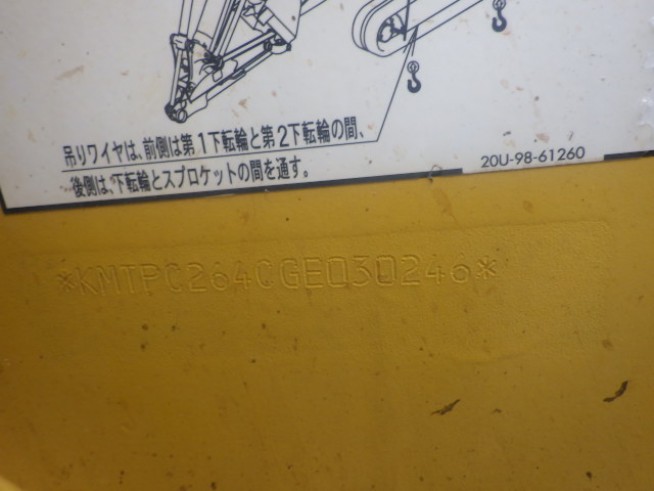 吊りワイヤは、前側は第1下転輪と第2下転輪の間、
後側は、下転輪とスプロケットの間を通す。
20U-98-61260
*KMTPC264CGE030246*